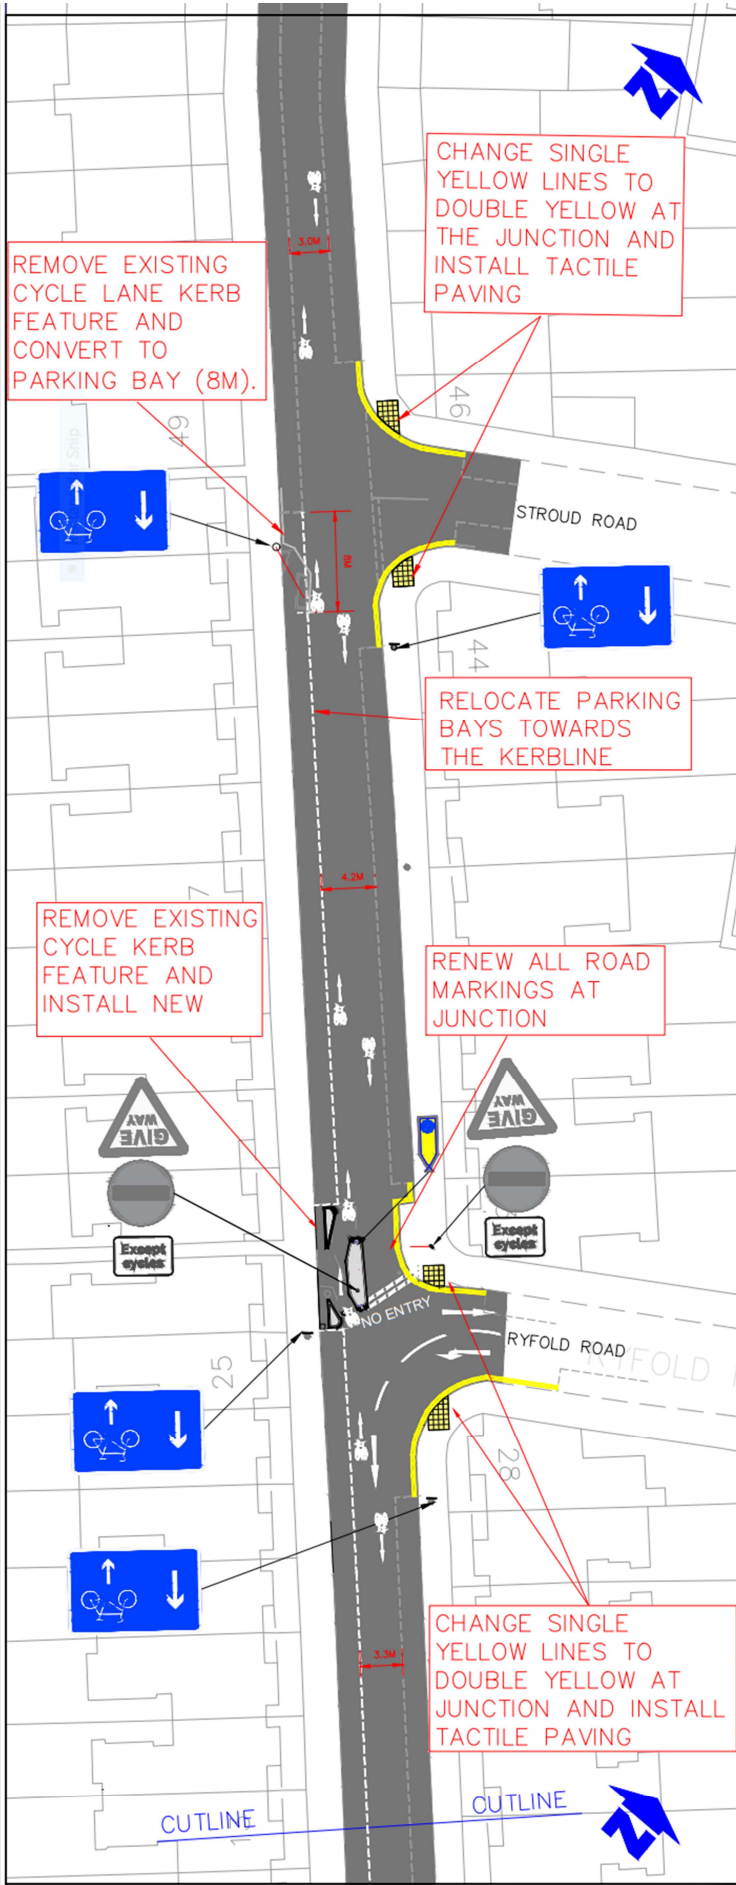 CHANGE SINGLE
YELLOW LINES TO
DOUBLE YELLOW AT
THE JUNCTION AND
INSTALL TACTILE
PAVING
3.0M
REMOVE EXISTING
CYCLE LANE KERB
FEATURE AND
CONVERT TO
PARKING BAY (8M).
46
49
STROUD ROAD
8M
44
RELOCATE PARKING
BAYS TOWARDS
THE KERBLINE
4.2M
7
REMOVE EXISTING
CYCLE KERB
FEATURE AND
INSTALL NEW
RENEW ALL ROAD
MARKINGS AT
JUNCTION
GIVE
WAY
GIVE
WAY
Except
cycles
Except
cycles
NO ENTRY
RYFOLD ROAD
25
28
3.3M
CHANGE SINGLE
YELLOW LINES TO
DOUBLE YELLOW AT
JUNCTION AND INSTALL
TACTILE PAVING
CUTLINE
CUTLINE